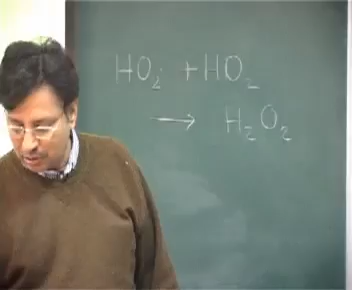 HO₂ + HO₂
→ H₂O₂